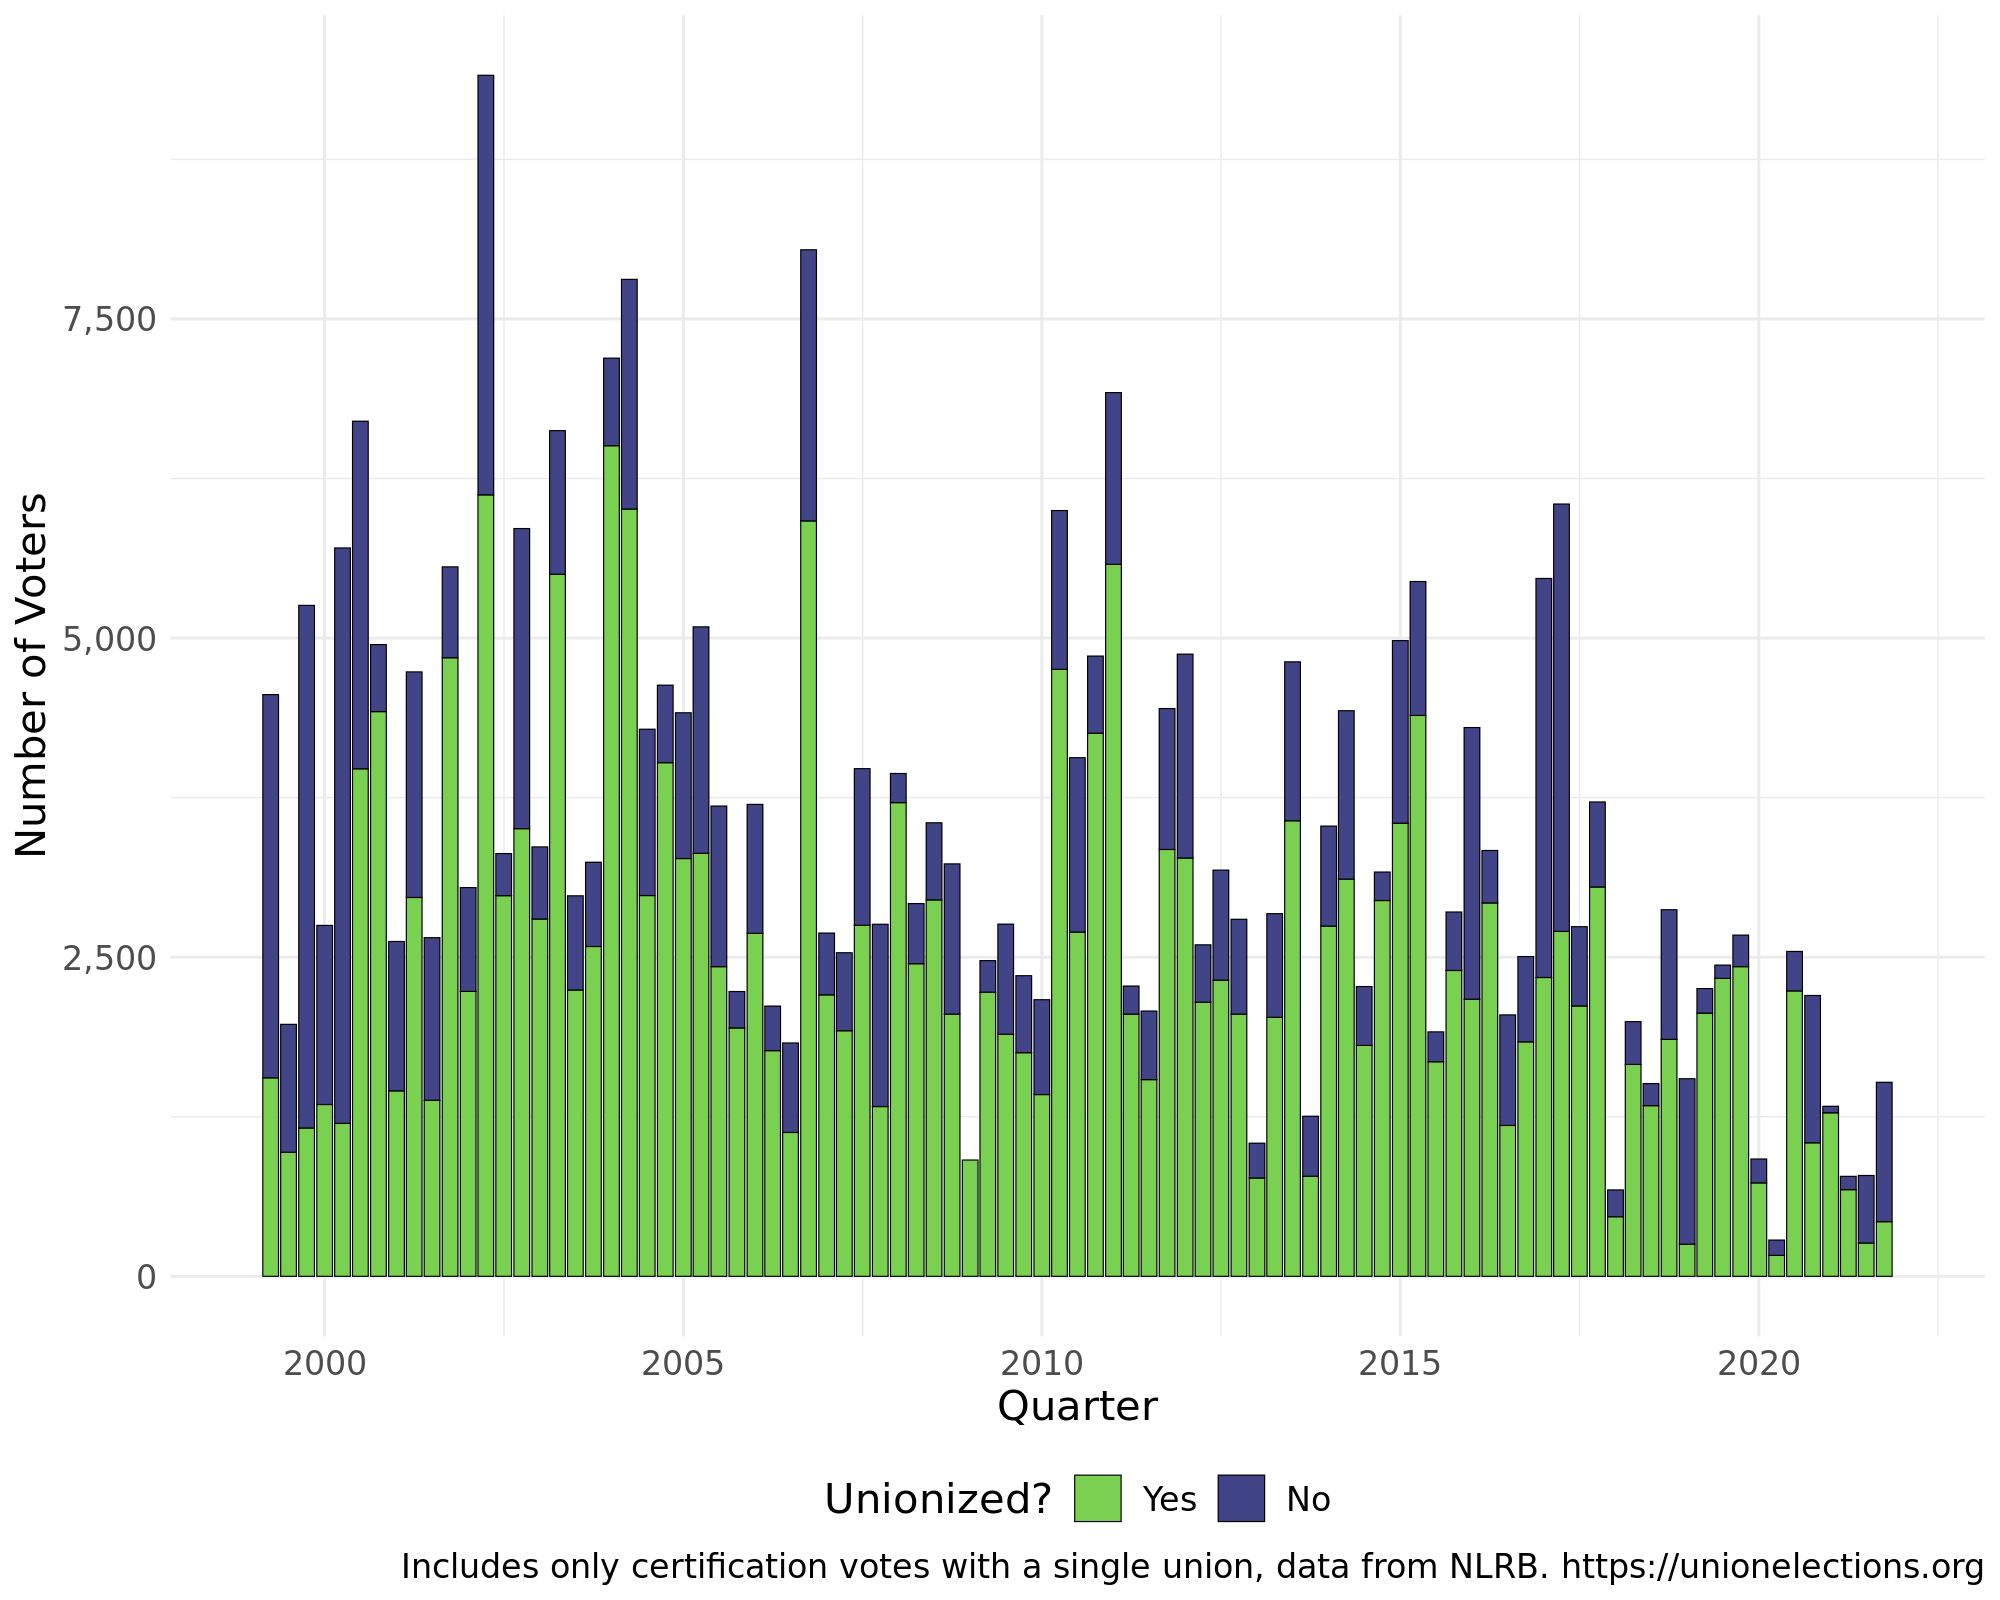 Number of Voters
7,500
5,000
2,500
0
2000 2005 2010 2015 2020
Quarter
Unionized? Yes No
Includes only certification votes with a single union, data from NLRB. https://unionelections.org